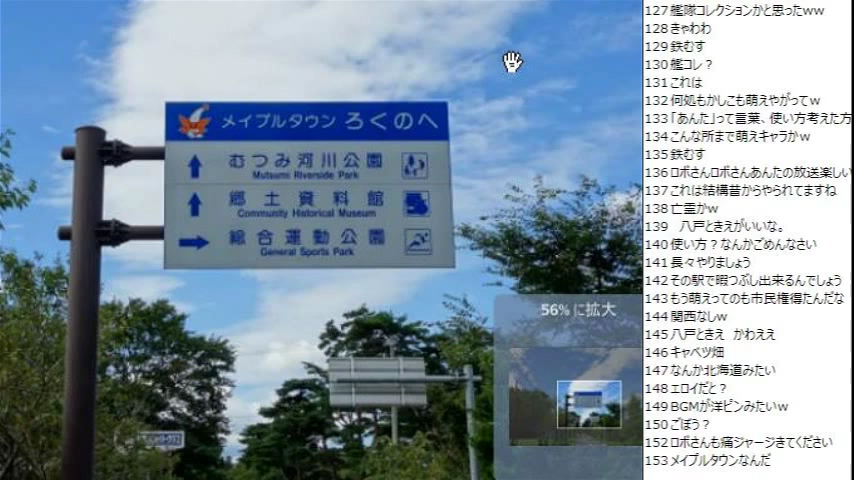 メイプルタウン ろくのへ
むつみ河川公園
Mutsumi Riverside Park
郷土資料館
Community Historical Museum
総合運動公園
General Sports Park
56% に拡大
127 艦隊コレクションかと思ったww
128 きゃわわ
129 鉄むす
130 艦コレ？
131 これは
132 何処もかしこも萌えやがってw
133 「あんた」って言葉、使い方考えた方
134 こんな所まで萌えキャラかw
135 鉄むす
136 ロボさんロボさんあんたの放送楽しい
137 これは結構昔からやられてますね
138 亡霊かw
139 八戸ときえがいいな。
140 使い方？なんかごめんなさい
141 長々やりましょう
142 その駅で暇つぶし出来るんでしょう
143 もう萌えってのも市民権得たんだな
144 関西なしw
145 八戸ときえ かわええ
146 キャベツ畑
147 なんか北海道みたい
148 ェロイだと？
149 BGMが洋ピンみたいw
150 ごぼう？
152 ロボさんも痛ジャージきてください
153 メイプルタウンなんだ